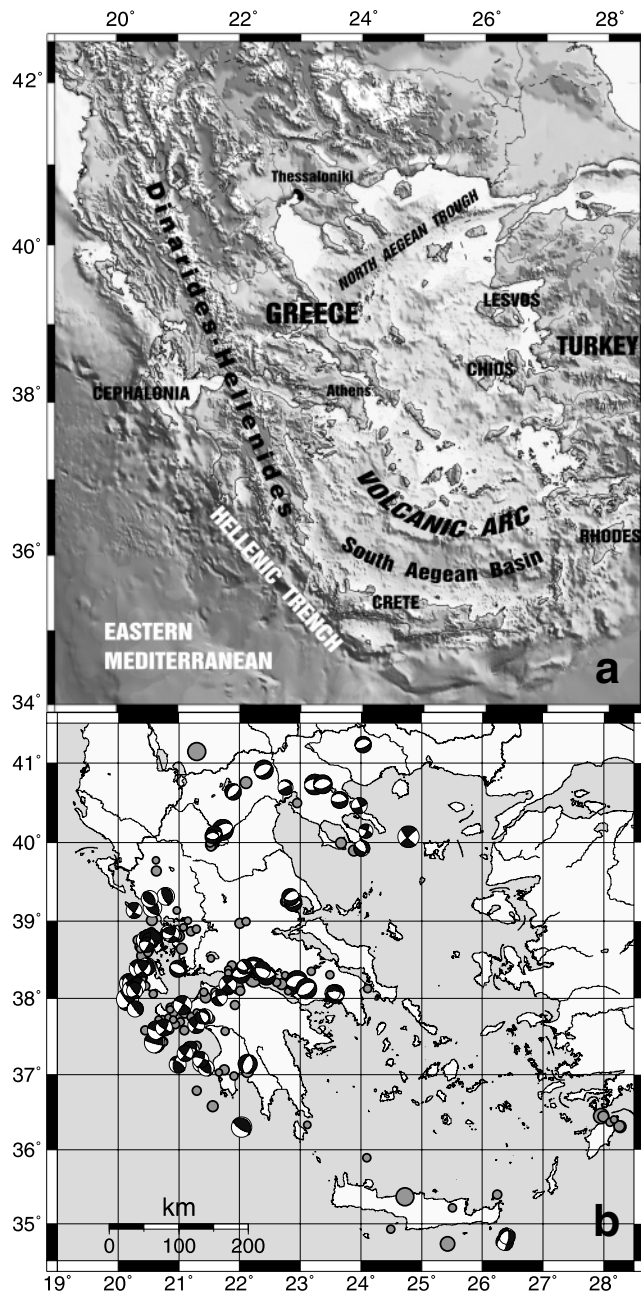 20° 22° 24° 26° 28°
42°
Thessaloniki
Dinarides-Hellenides
40°
NORTH AEGEAN TROUGH
GREECE
LESVOS
TURKEY
CHIOS
CEPHALONIA
Athens
38°
VOLCANIC ARC
HELLENIC TRENCH
RHODES
36°
South Aegean Basin
CRETE
EASTERN
MEDITERRANEAN
a
34°
41°
40°
39°
38°
37°
36°
km
35°
b
0 100 200
19° 20° 21° 22° 23° 24° 25° 26° 27° 28°